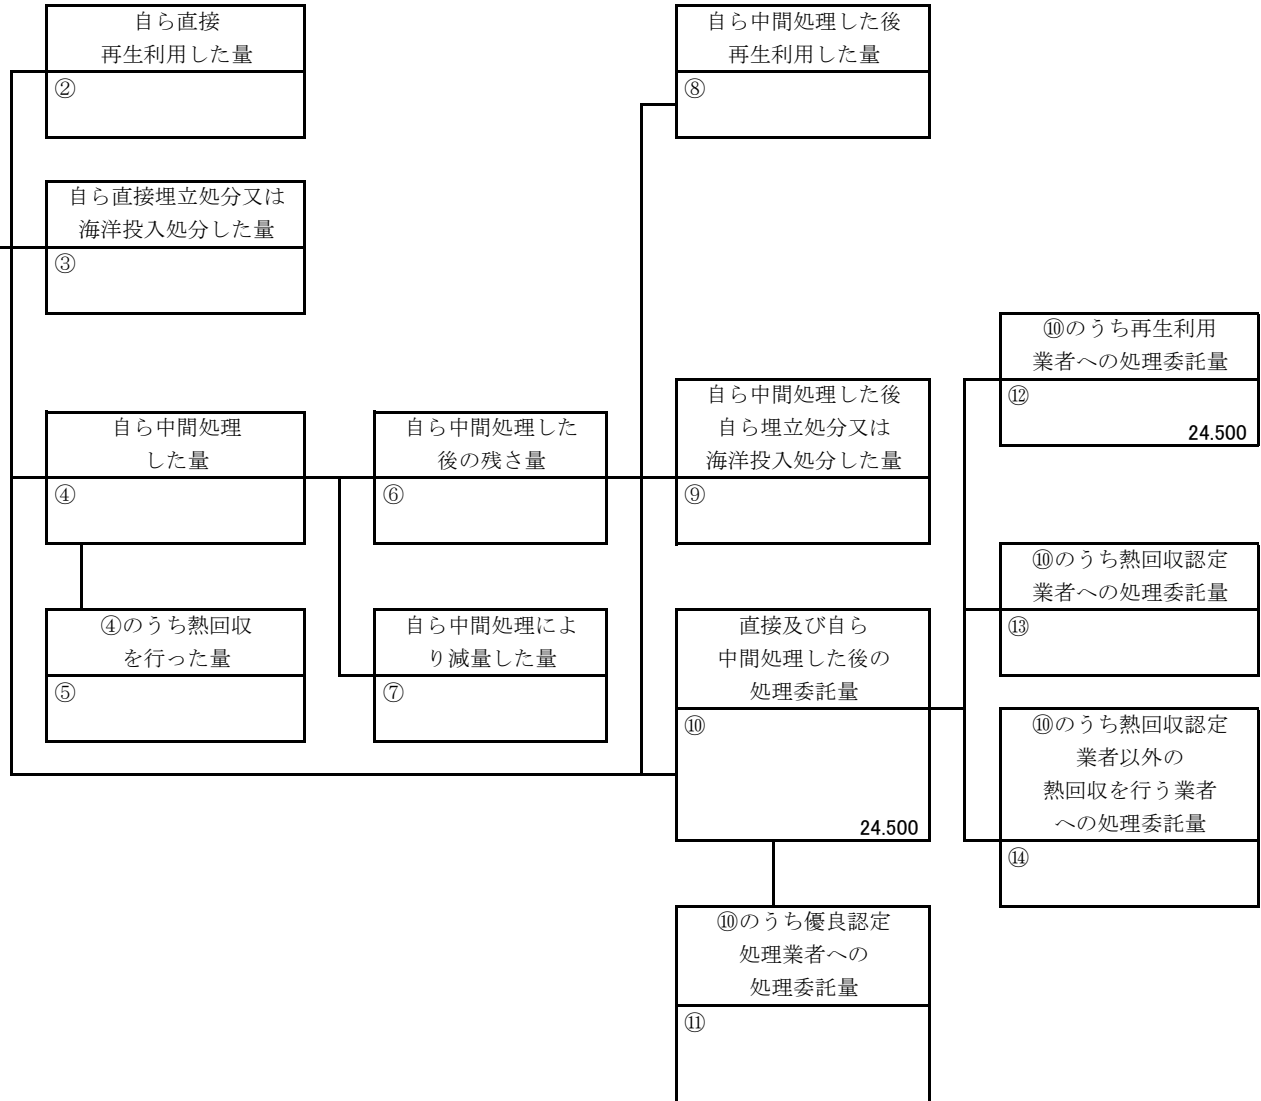 自ら直接
再生利用した量
②
自ら中間処理した後
再生利用した量
⑧
自ら直接埋立処分又は
海洋投入処分した量
③
⑩のうち再生利用
業者への処理委託量
⑫
24.500
自ら中間処理
した量
④
自ら中間処理した
後の残さ量
⑥
自ら中間処理した後
自ら埋立処分又は
海洋投入処分した量
⑨
⑩のうち熱回収認定
業者への処理委託量
⑬
④のうち熱回収
を行った量
⑤
自ら中間処理によ
り減量した量
⑦
直接及び自ら
中間処理した後の
処理委託量
⑩
24.500
⑩のうち熱回収認定
業者以外の
熱回収を行う業者
への処理委託量
⑭
⑩のうち優良認定
処理業者への
処理委託量
⑪